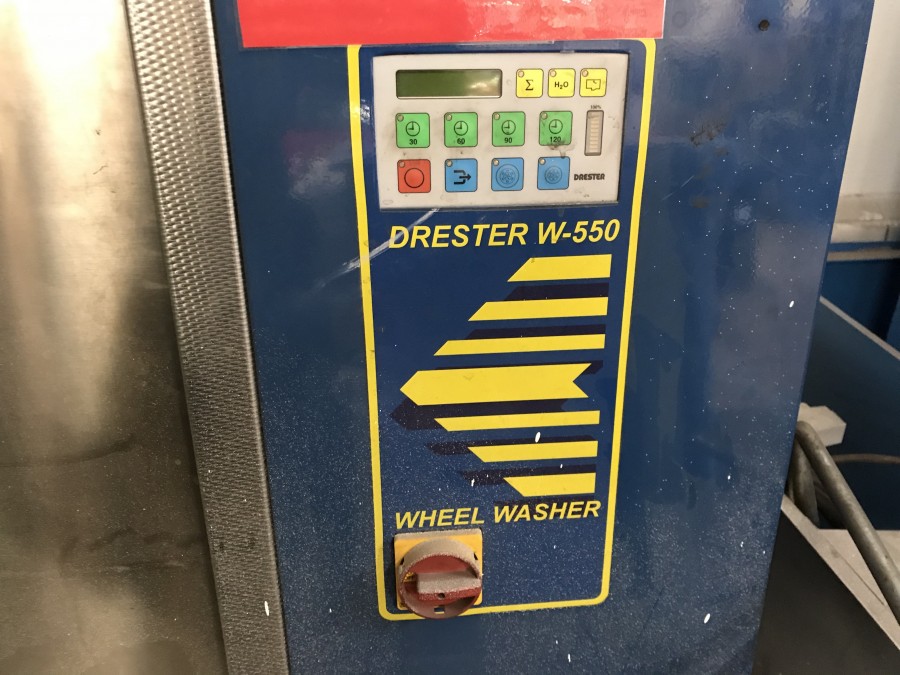 Σ H₂O
100%
30 60 90 120
DRESTER
DRESTER W-550
WHEEL WASHER